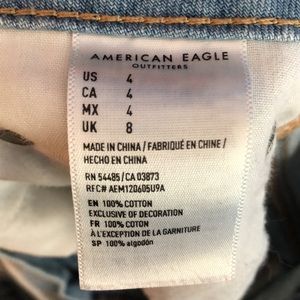 AMERICAN EAGLE
OUTFITTERS
US 4
CA 4
MX 4
UK 8
MADE IN CHINA / FABRIQUÉ EN CHINE /
HECHO EN CHINA
RN 54485 / CA 03873
RFC# AEM120605U9A
EN 100% COTTON
EXCLUSIVE OF DECORATION
FR 100% COTON
À L'EXCEPTION DE LA GARNITURE
SP 100% algodón